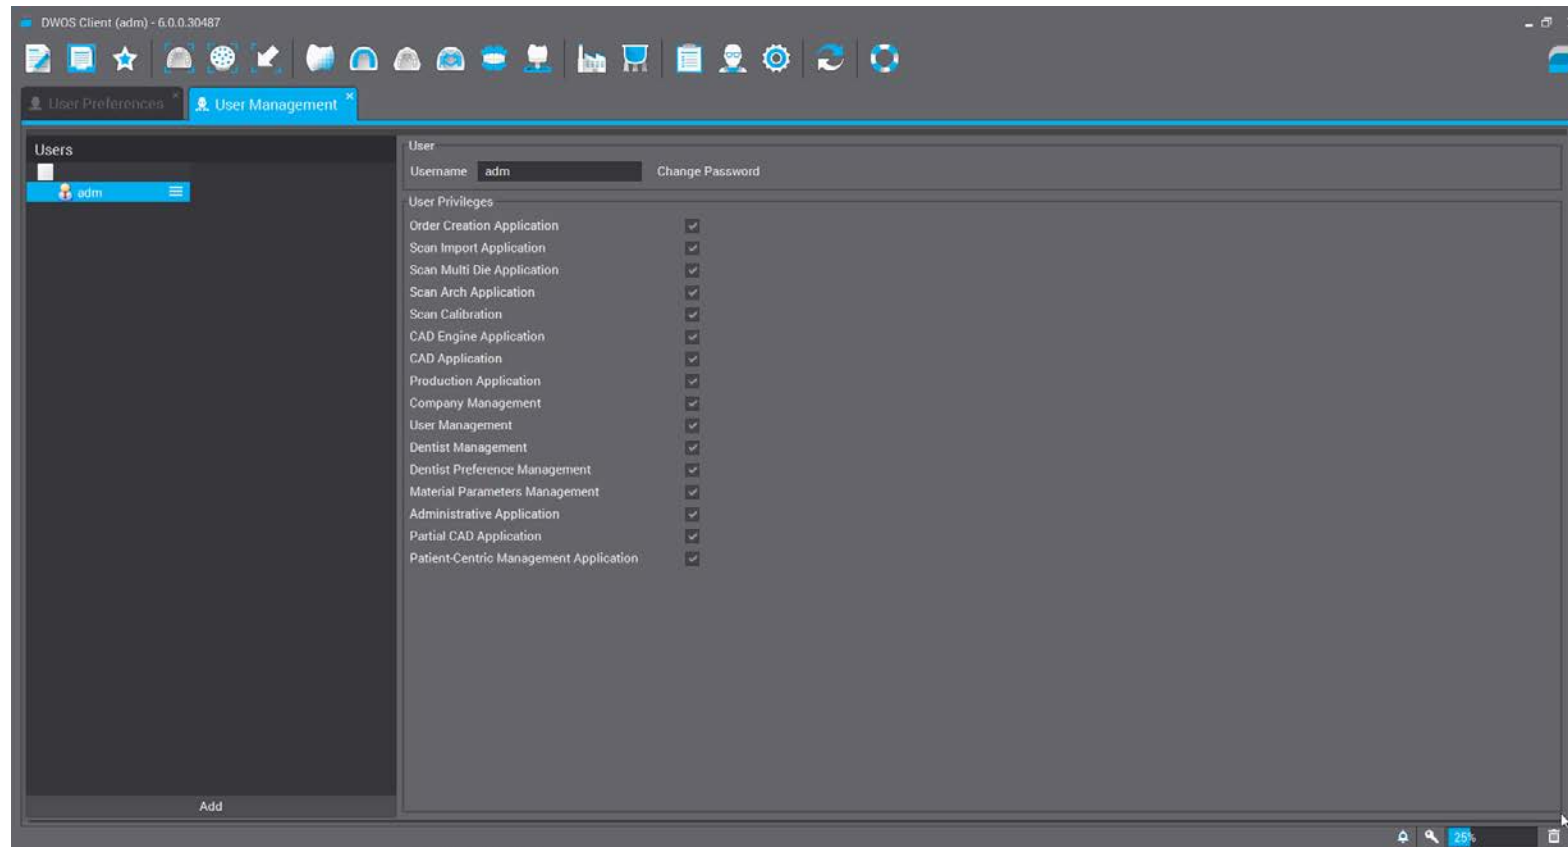 DWOS Client (adm) - 6.0.0.30487
User Preferences
User Management
Users
adm
Add
User
Username adm Change Password
User Privileges
Order Creation Application
Scan Import Application
Scan Multi Die Application
Scan Arch Application
Scan Calibration
CAD Engine Application
CAD Application
Production Application
Company Management
User Management
Dentist Management
Dentist Preference Management
Material Parameters Management
Administrative Application
Partial CAD Application
Patient-Centric Management Application
25%